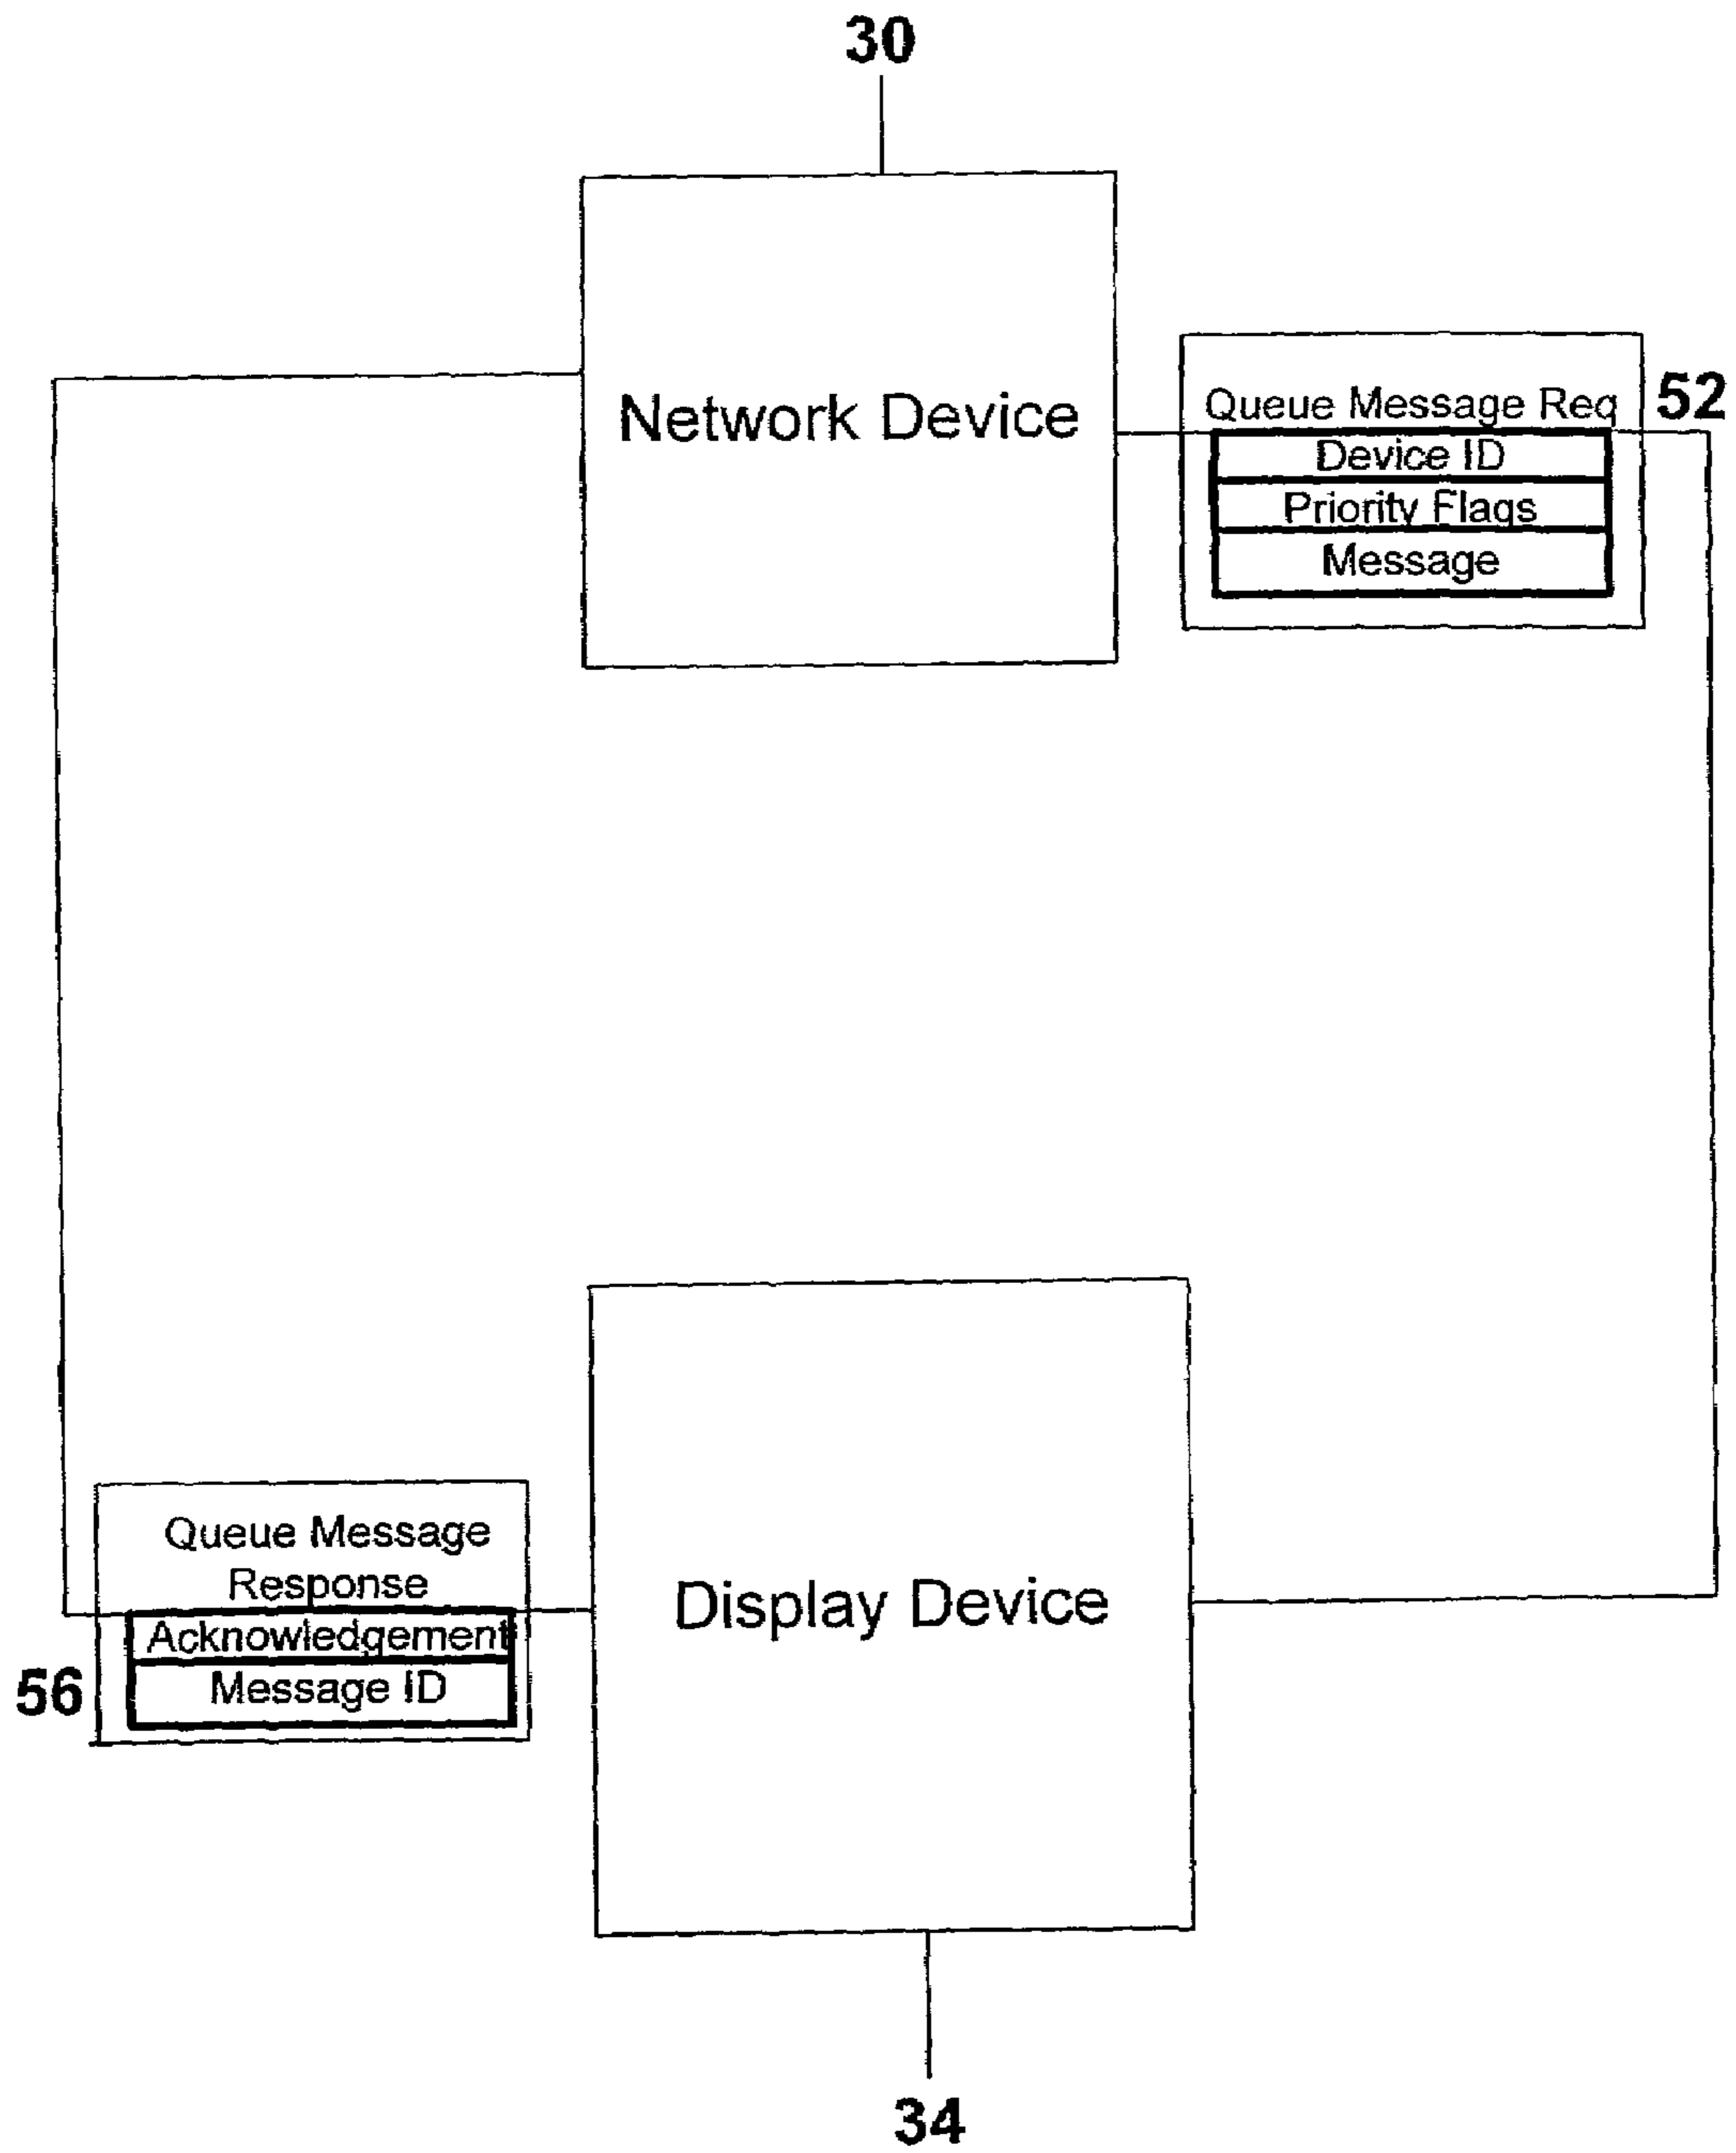 30
Network Device
Queue Message Req
52
Device ID
Priority Flags
Message
Queue Message
Response
Acknowledgement
Message ID
56
Display Device
34